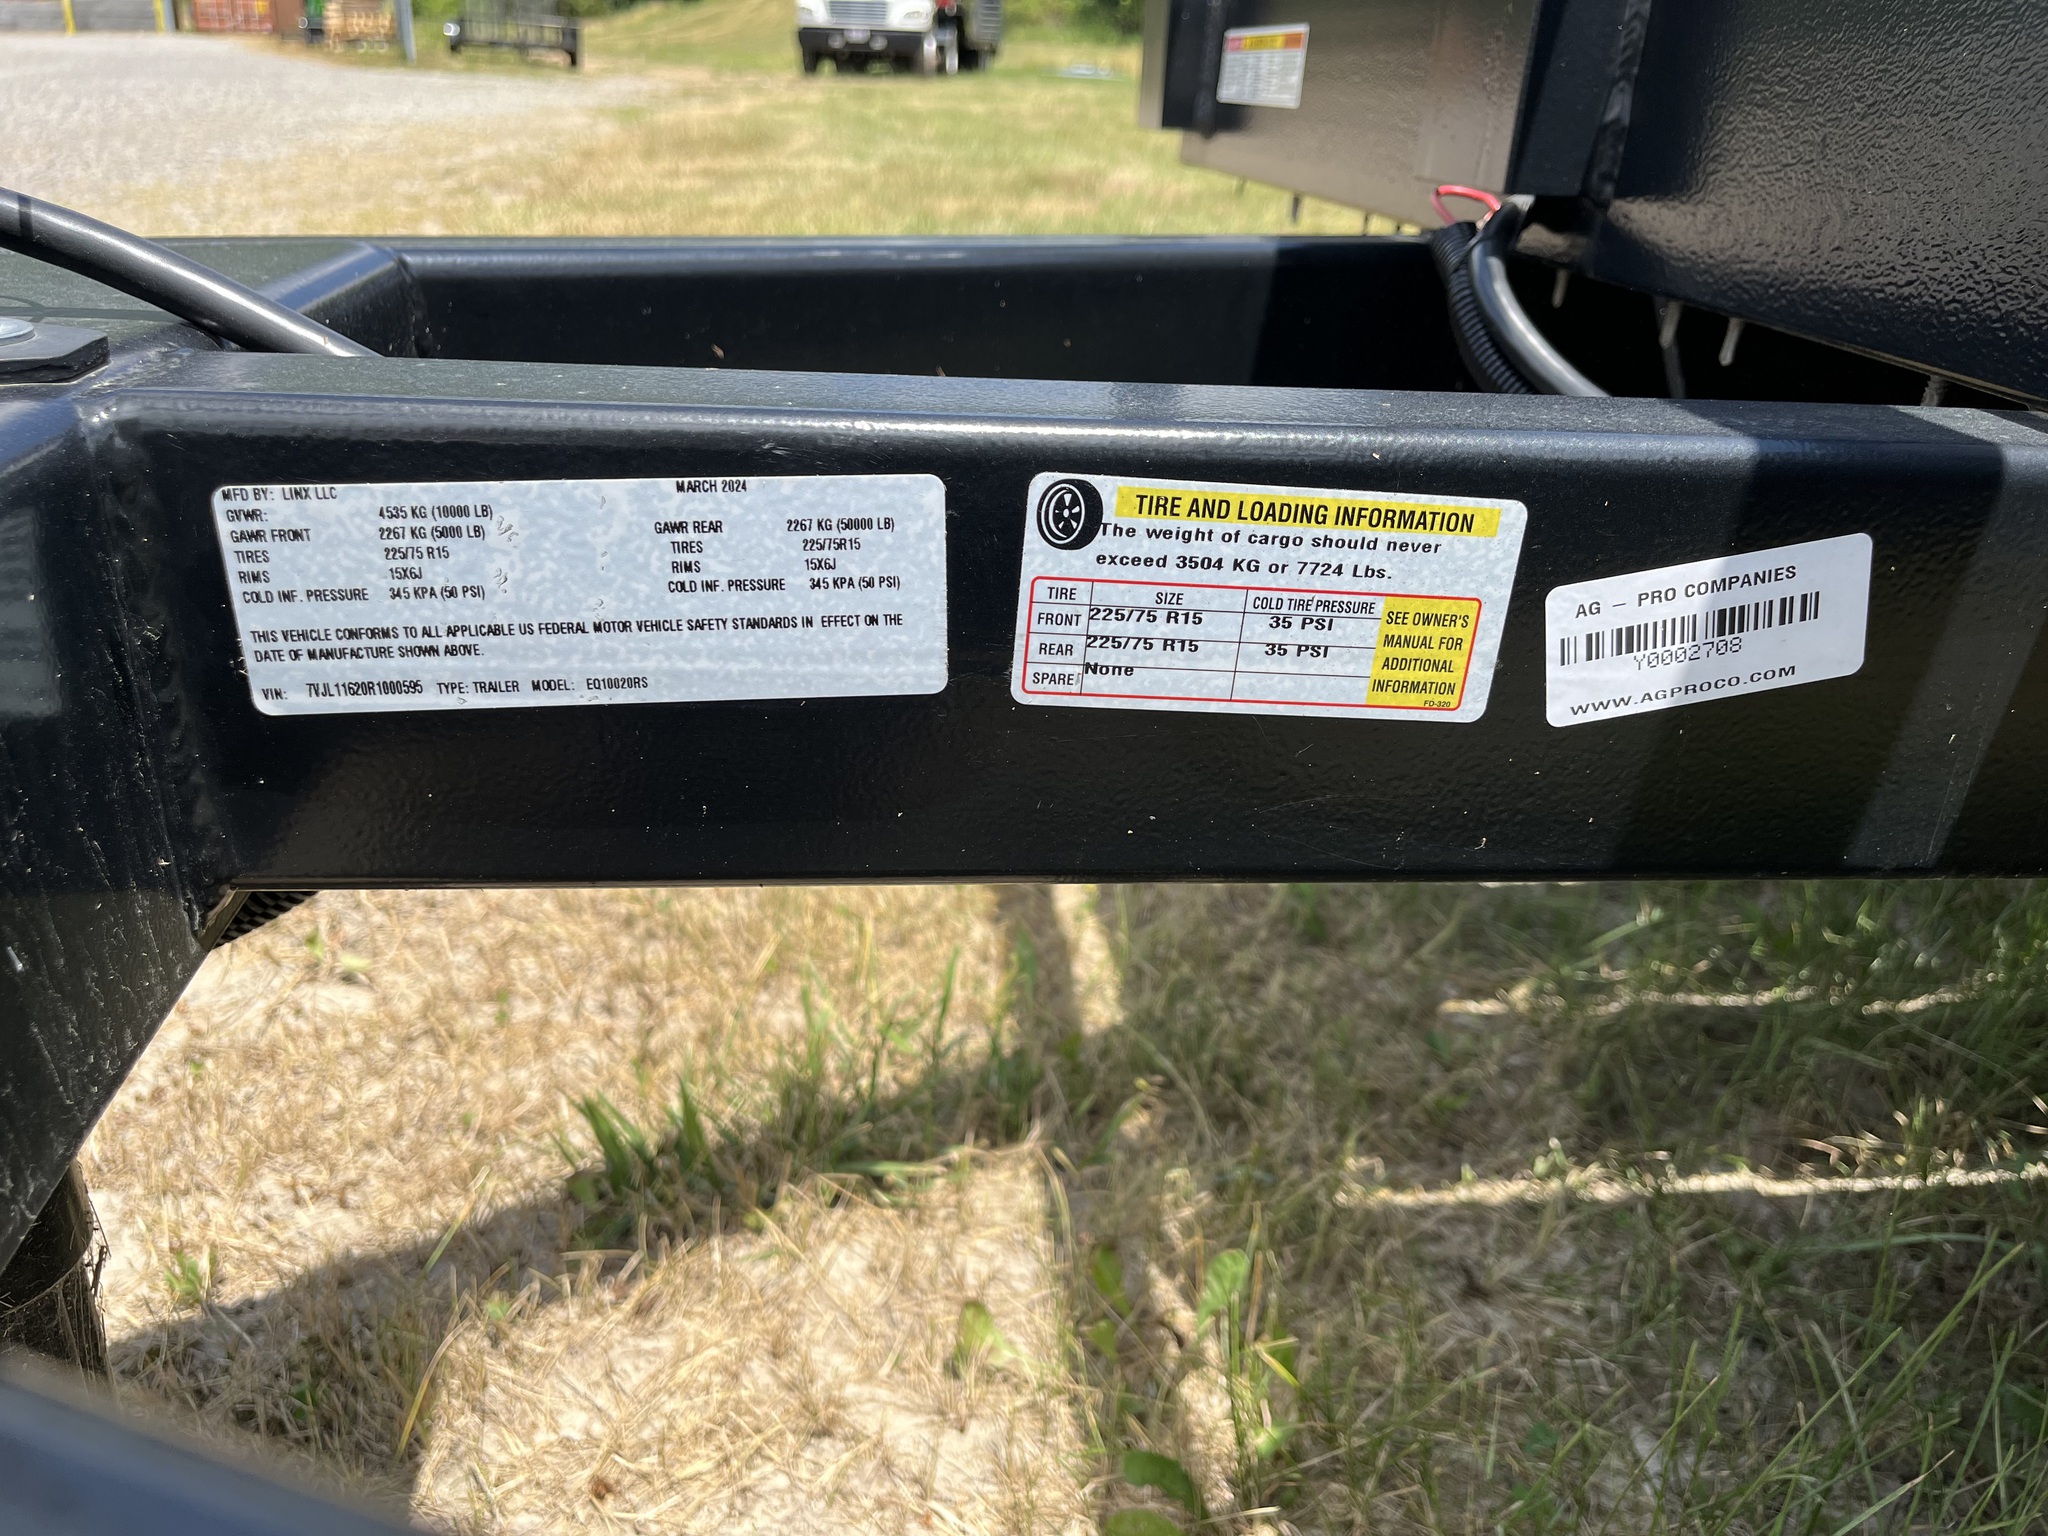 MFD BY: LINX LLC MARCH 2024
GVWR: 4535 KG (10000 LB)
GAWR FRONT 2267 KG (5000 LB) GAWR REAR 2267 KG (50000 LB)
TIRES 225/75 R15 TIRES 225/75R15
RIMS 15X6J RIMS 15X6J
COLD INF. PRESSURE 345 KPA (50 PSI) COLD INF. PRESSURE 345 KPA (50 PSI)
THIS VEHICLE CONFORMS TO ALL APPLICABLE US FEDERAL MOTOR VEHICLE SAFETY STANDARDS IN EFFECT ON THE
DATE OF MANUFACTURE SHOWN ABOVE.
VIN: 7VJL11620R1000595 TYPE: TRAILER MODEL: EQ10020RS
TIRE AND LOADING INFORMATION
The weight of cargo should never
exceed 3504 KG or 7724 Lbs.
TIRE SIZE COLD TIRE PRESSURE
FRONT 225/75 R15 35 PSI
REAR 225/75 R15 35 PSI
SPARE None
SEE OWNER'S
MANUAL FOR
ADDITIONAL
INFORMATION
FD-320
AG - PRO COMPANIES
Y0002708
WWW.AGPROCO.COM